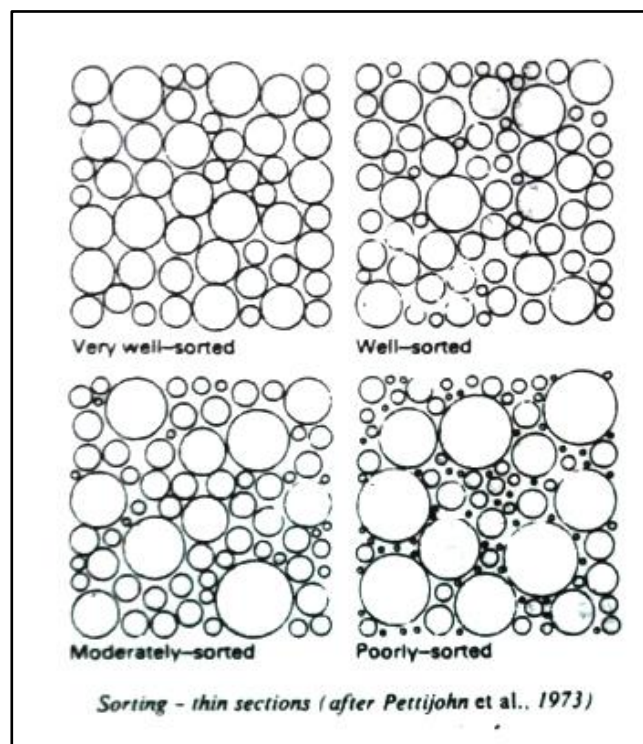 Very well—sorted
Well—sorted
Moderately—sorted
Poorly—sorted
Sorting - thin sections (after Pettijohn et al., 1973)